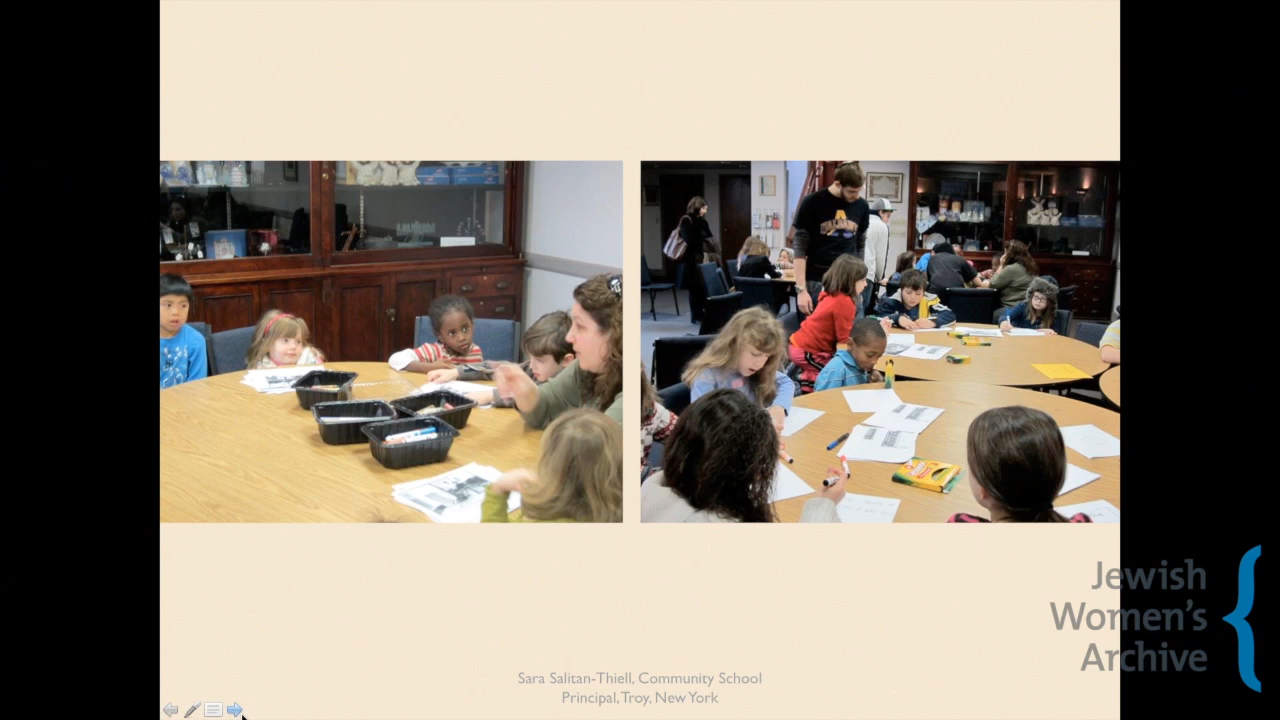 Sara Salitan-Thiell, Community School
Principal, Troy, New York
Jewish
Women's
Archive